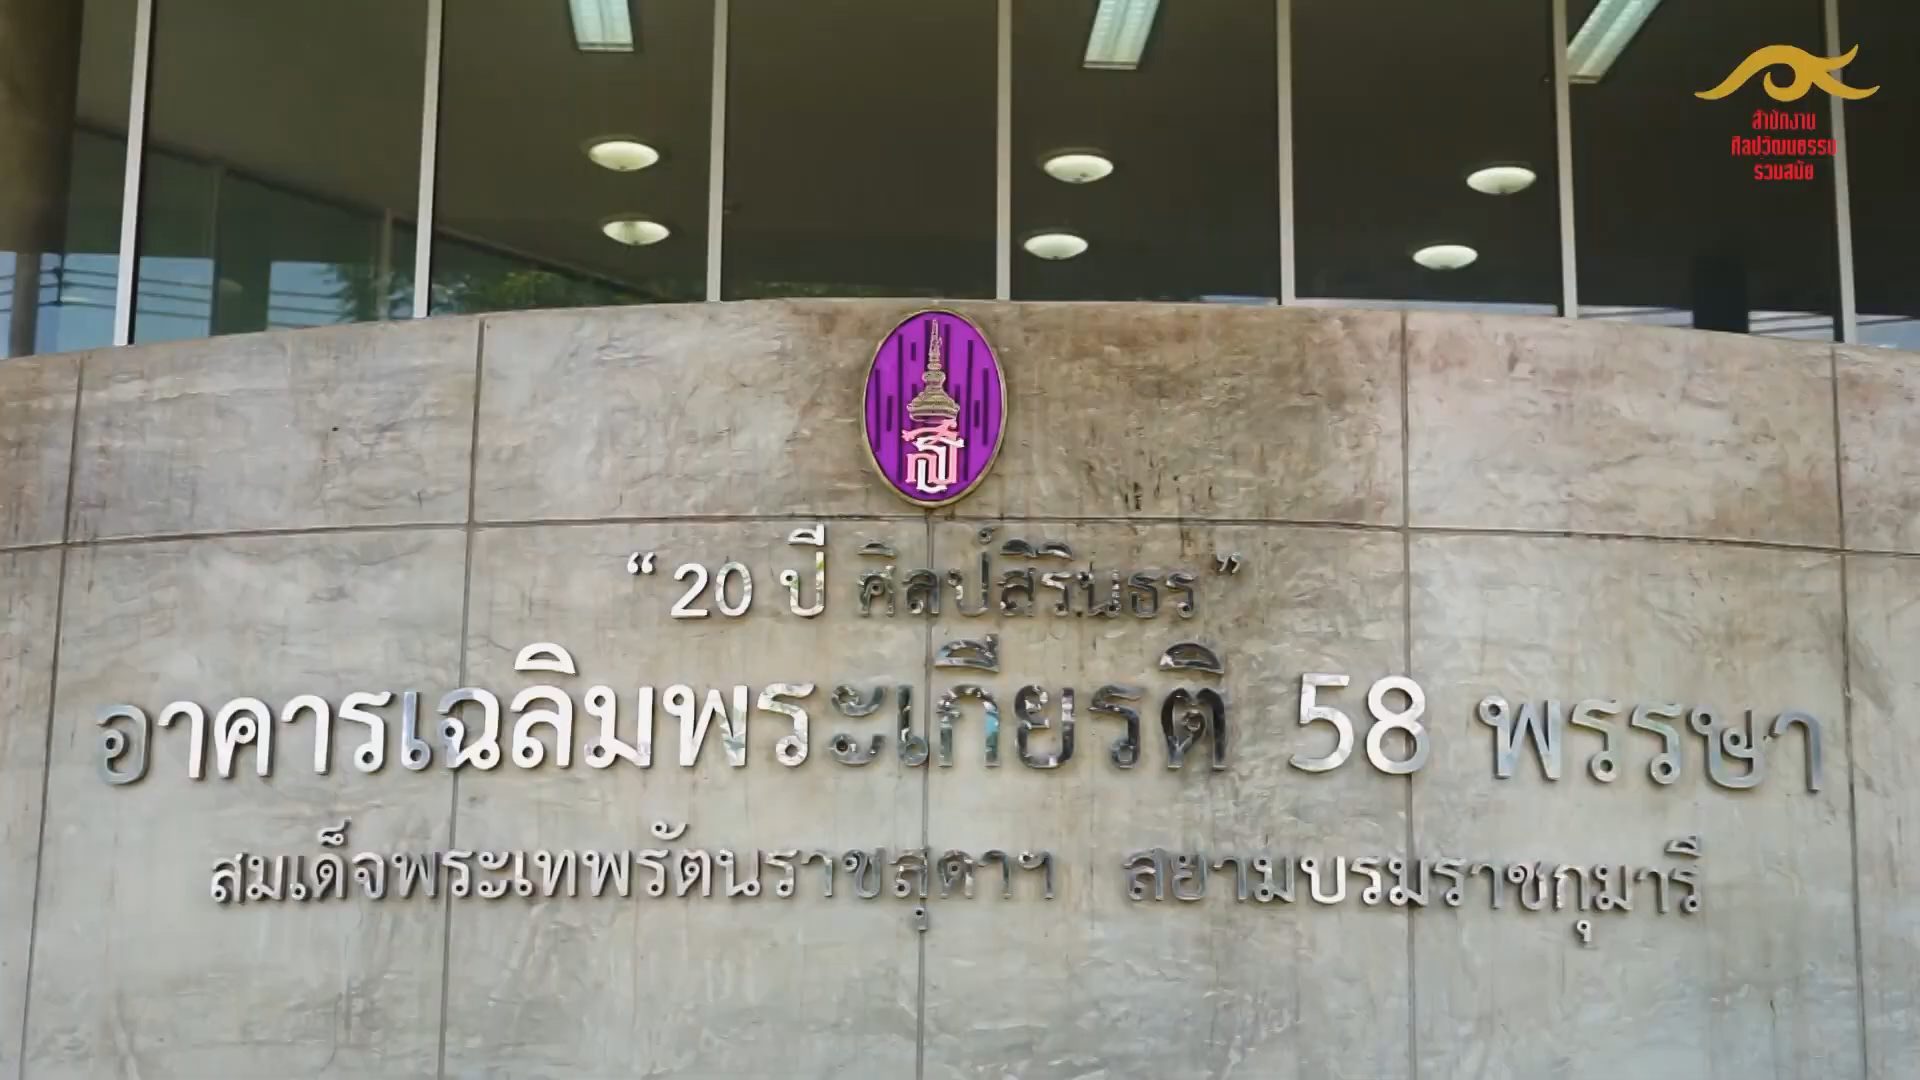 สำนักงาน
ศิลปวัฒนธรรม
ร่วมสมัย
“20 ปี ศิลป์สิรินธร”
อาคารเฉลิมพระเกียรติ 58 พรรษา
สมเด็จพระเทพรัตนราชสุดาฯ สยามบรมราชกุมารี